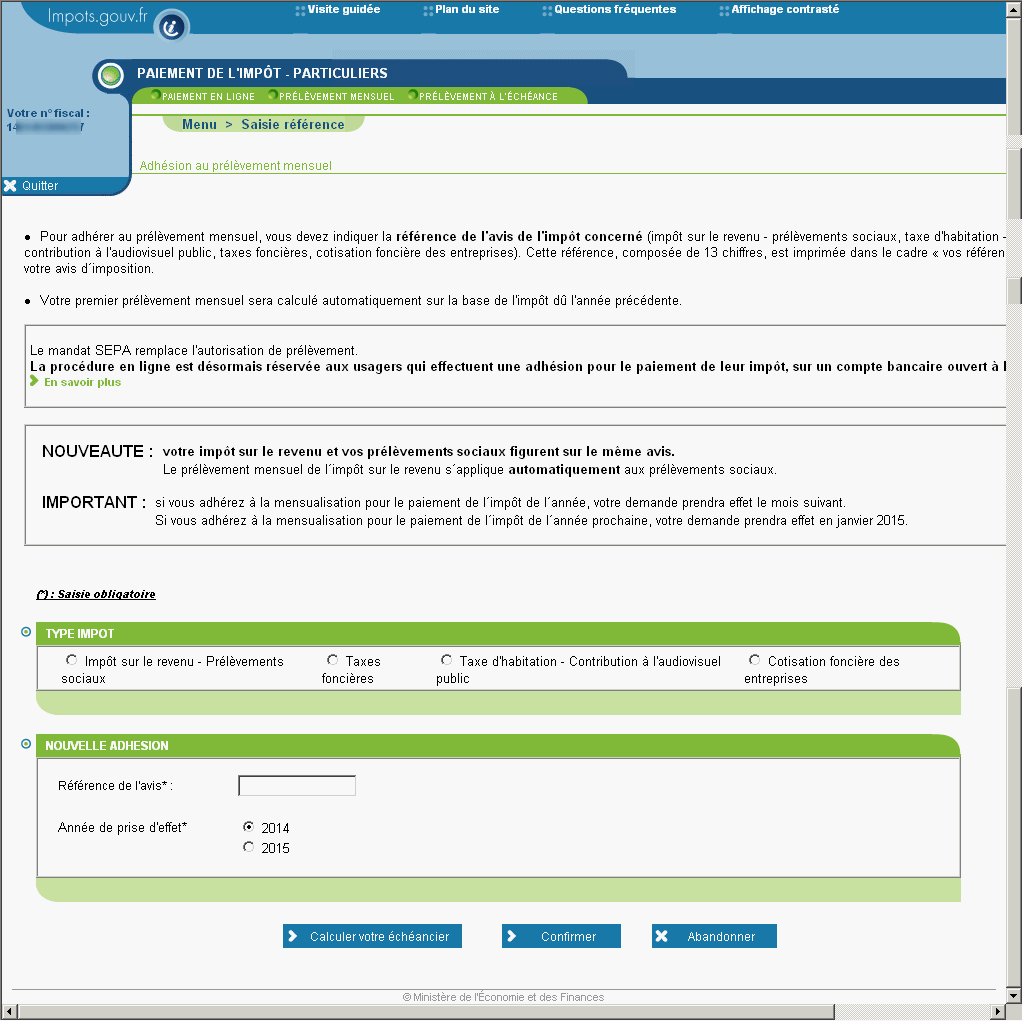 Impots.gouv.fr
Visite guidée Plan du site Questions fréquentes Affichage contrasté
PAIEMENT DE L'IMPÔT - PARTICULIERS
PAIEMENT EN LIGNE PRÉLÈVEMENT MENSUEL PRÉLÈVEMENT À L'ÉCHÉANCE
Votre n° fiscal :
Menu > Saisie référence
Adhésion au prélèvement mensuel
Quitter
• Pour adhérer au prélèvement mensuel, vous devez indiquer la référence de l'avis de l'impôt concerné (impôt sur le revenu - prélèvements sociaux, taxe d'habitation -
contribution à l'audiovisuel public, taxes foncières, cotisation foncière des entreprises). Cette référence, composée de 13 chiffres, est imprimée dans le cadre « vos référen
votre avis d´imposition.
• Votre premier prélèvement mensuel sera calculé automatiquement sur la base de l'impôt dû l'année précédente.
Le mandat SEPA remplace l'autorisation de prélèvement.
La procédure en ligne est désormais réservée aux usagers qui effectuent une adhésion pour le paiement de leur impôt, sur un compte bancaire ouvert à l
En savoir plus
NOUVEAUTE : votre impôt sur le revenu et vos prélèvements sociaux figurent sur le même avis.
Le prélèvement mensuel de l´impôt sur le revenu s´applique automatiquement aux prélèvements sociaux.
IMPORTANT : si vous adhérez à la mensualisation pour le paiement de l´impôt de l´année, votre demande prendra effet le mois suivant.
Si vous adhérez à la mensualisation pour le paiement de l´impôt de l´année prochaine, votre demande prendra effet en janvier 2015.
(*) : Saisie obligatoire
TYPE IMPOT
Impôt sur le revenu - Prélèvements Taxes Taxe d'habitation - Contribution à l'audiovisuel Cotisation foncière des
sociaux foncières public entreprises
NOUVELLE ADHESION
Référence de l'avis* :
Année de prise d'effet* 2014
2015
Calculer votre échéancier Confirmer Abandonner
© Ministère de l'Économie et des Finances